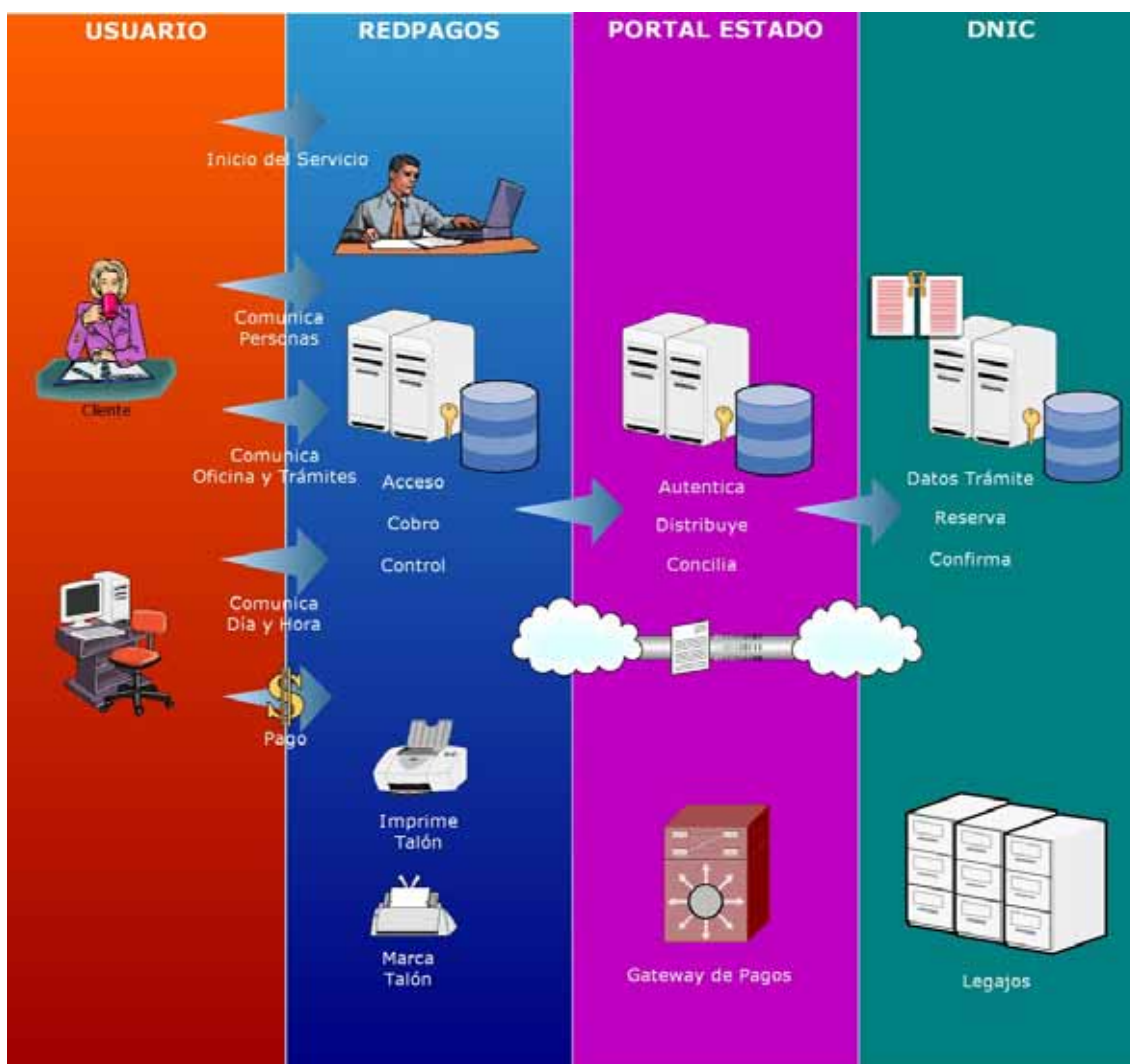 USUARIO
REDPAGOS
PORTAL ESTADO
DNIC
Inicio del Servicio
Comunica
Personas
Cliente
Comunica
Oficina y Trámites
Comunica
Día y Hora
$
Pago
Acceso
Cobro
Control
Imprime
Talón
Marca
Talón
Autentica
Distribuye
Concilia
Gateway de Pagos
Datos Trámite
Reserva
Confirma
Legajos